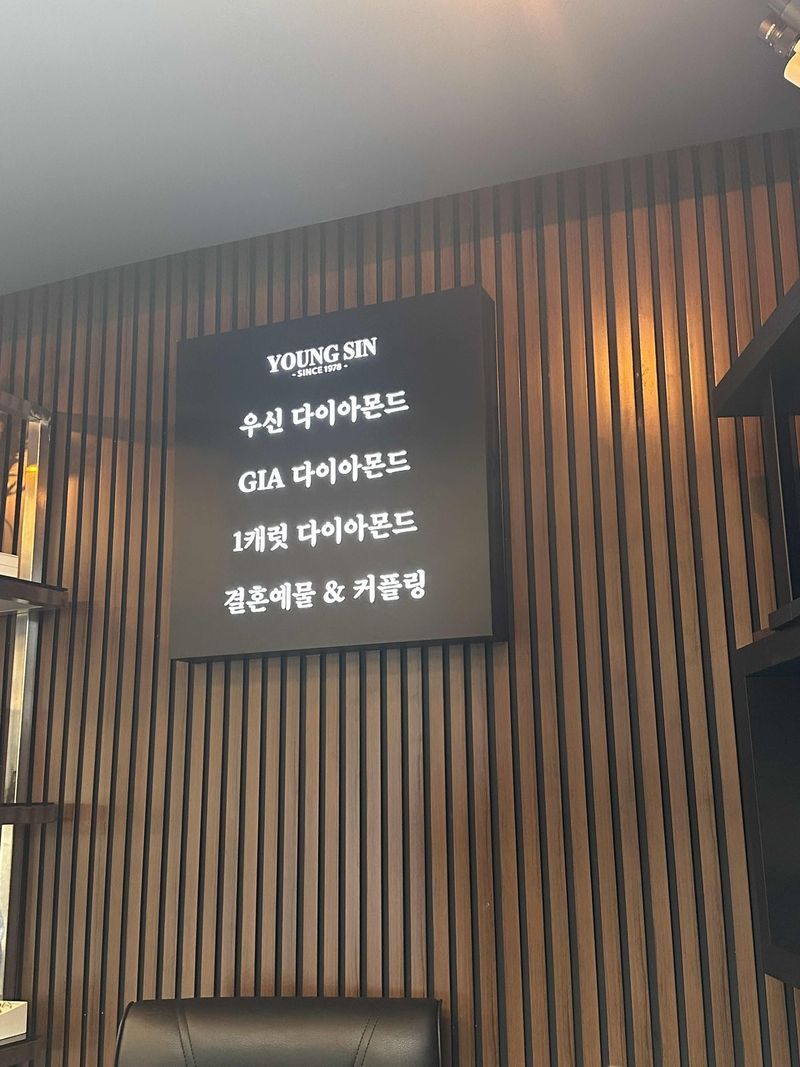 YOUNG SIN
- SINCE 1978 -
우신 다이아몬드
GIA 다이아몬드
1캐럿 다이아몬드
결혼예물 & 커플링